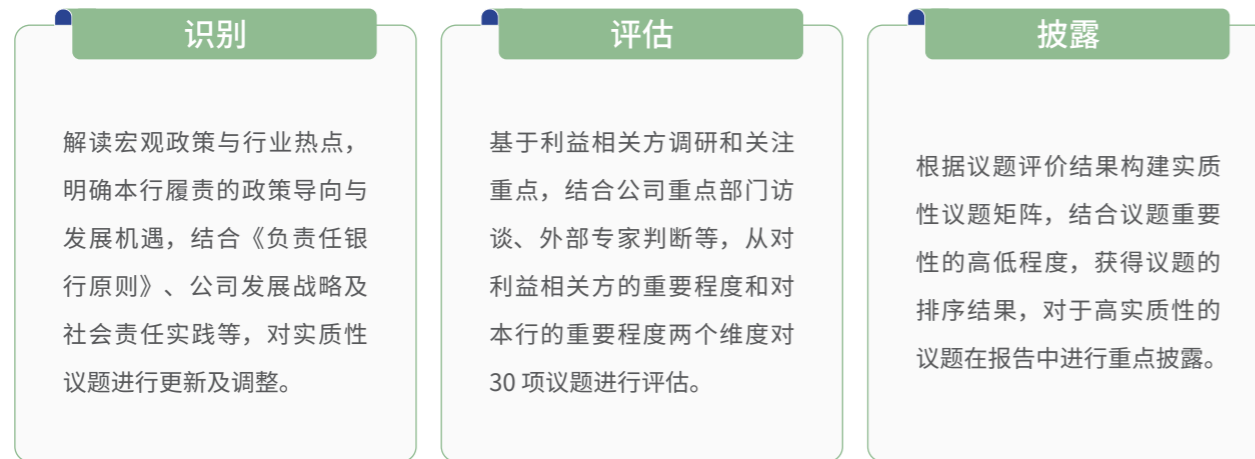 识别
解读宏观政策与行业热点，
明确本行履责的政策导向与
发展机遇，结合《负责任银
行原则》、公司发展战略及
社会责任实践等，对实质性
议题进行更新及调整。
评估
基于利益相关方调研和关注
重点，结合公司重点部门访
谈、外部专家判断等，从对
利益相关方的重要程度和对
本行的重要程度两个维度对
30 项议题进行评估。
披露
根据议题评价结果构建实质
性议题矩阵，结合议题重要
性的高低程度，获得议题的
排序结果，对于高实质性的
议题在报告中进行重点披露。